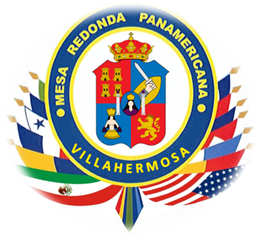 • MESA REDONDA PANAMERICANA •
VILLAHERMOSA